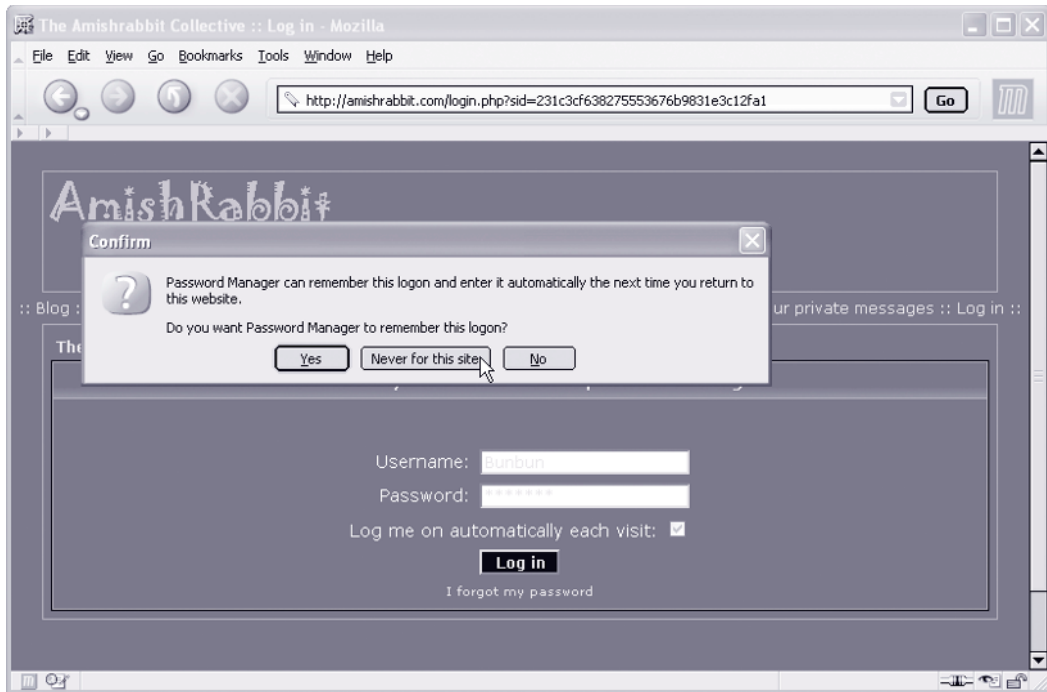 The Amishrabbit Collective :: Log in - Mozilla
File Edit View Go Bookmarks Tools Window Help
http://amishrabbit.com/login.php?sid=231c3cf638275553676b9831e3c12fa1 Go
AmishRabbit
Confirm
Password Manager can remember this logon and enter it automatically the next time you return to
this website.
Do you want Password Manager to remember this logon?
Yes Never for this site No
:: Blog : ur private messages :: Log in ::
The
Username: Bunbun
Password: *******
Log me on automatically each visit:
Log in
I forgot my password